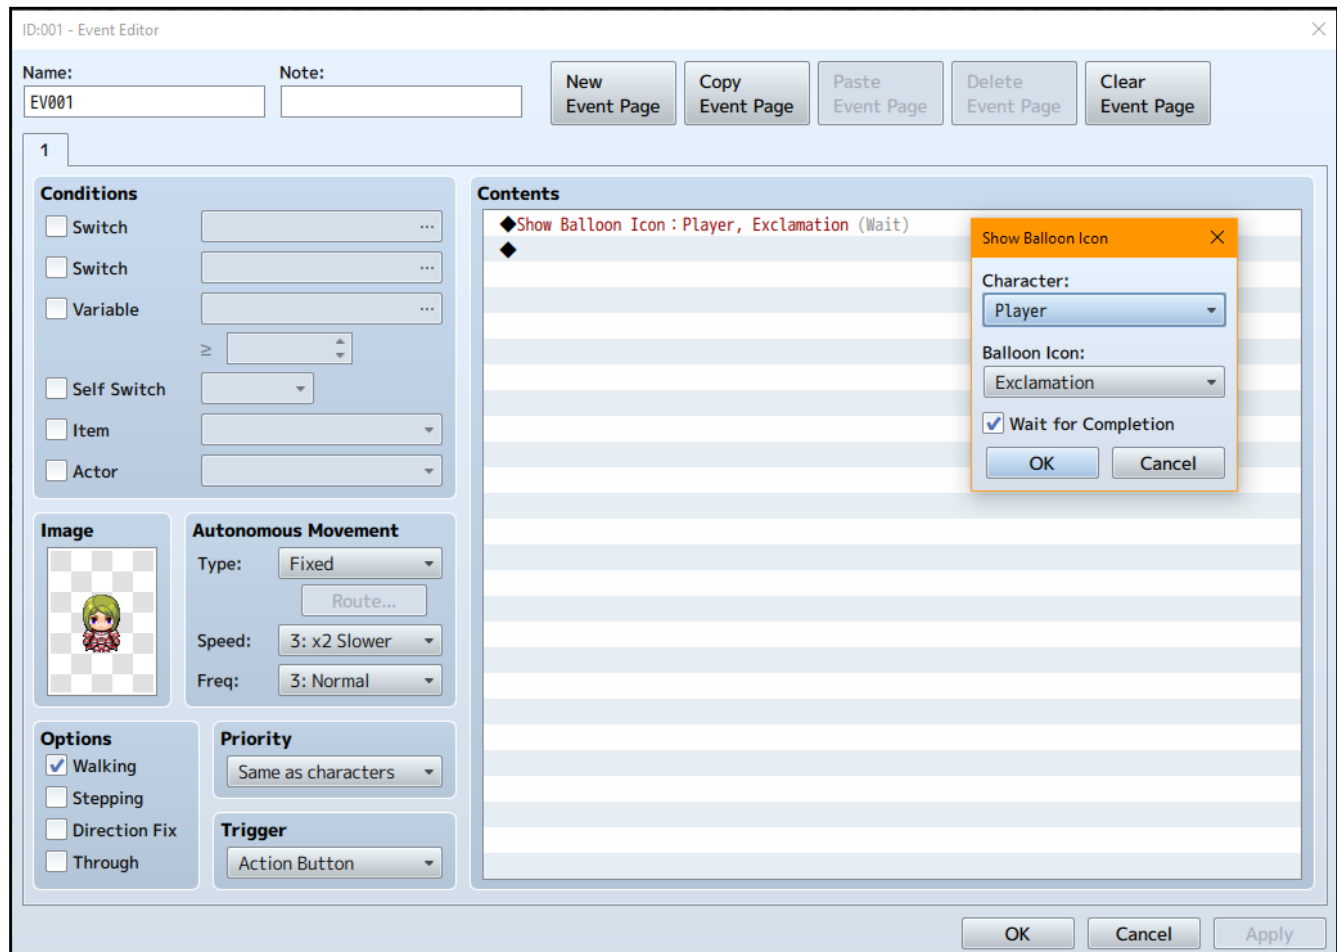 ID:001 - Event Editor
Name:
Note:
EV001
New
Event Page
Copy
Event Page
Paste
Event Page
Delete
Event Page
Clear
Event Page
1
Conditions
Switch
...
Switch
...
Variable
...
≥
Self Switch
Item
Actor
Image
Autonomous Movement
Type:
Fixed
Route...
Speed:
3: x2 Slower
Freq:
3: Normal
Options
Walking
Stepping
Direction Fix
Through
Priority
Same as characters
Trigger
Action Button
Contents
◆Show Balloon Icon：Player, Exclamation (Wait)
◆
Show Balloon Icon
Character:
Player
Balloon Icon:
Exclamation
Wait for Completion
OK
Cancel
OK
Cancel
Apply